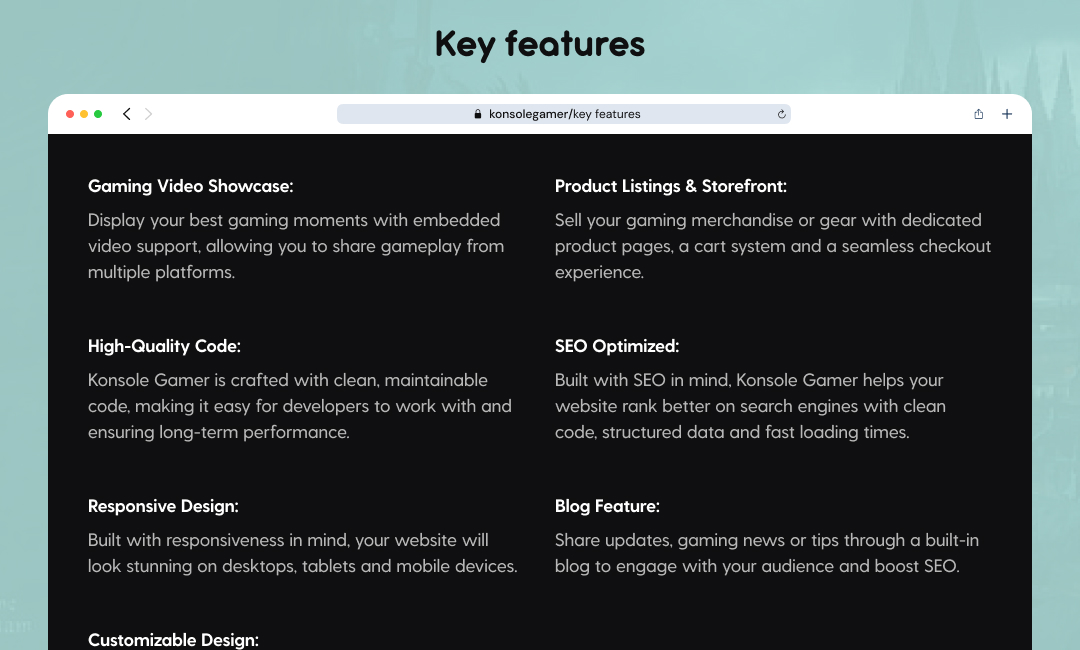 Key features
konsolegamer/key features
Gaming Video Showcase:
Display your best gaming moments with embedded
video support, allowing you to share gameplay from
multiple platforms.
Product Listings & Storefront:
Sell your gaming merchandise or gear with dedicated
product pages, a cart system and a seamless checkout
experience.
High-Quality Code:
Konsole Gamer is crafted with clean, maintainable
code, making it easy for developers to work with and
ensuring long-term performance.
SEO Optimized:
Built with SEO in mind, Konsole Gamer helps your
website rank better on search engines with clean
code, structured data and fast loading times.
Responsive Design:
Built with responsiveness in mind, your website will
look stunning on desktops, tablets and mobile devices.
Blog Feature:
Share updates, gaming news or tips through a built-in
blog to engage with your audience and boost SEO.
Customizable Design: